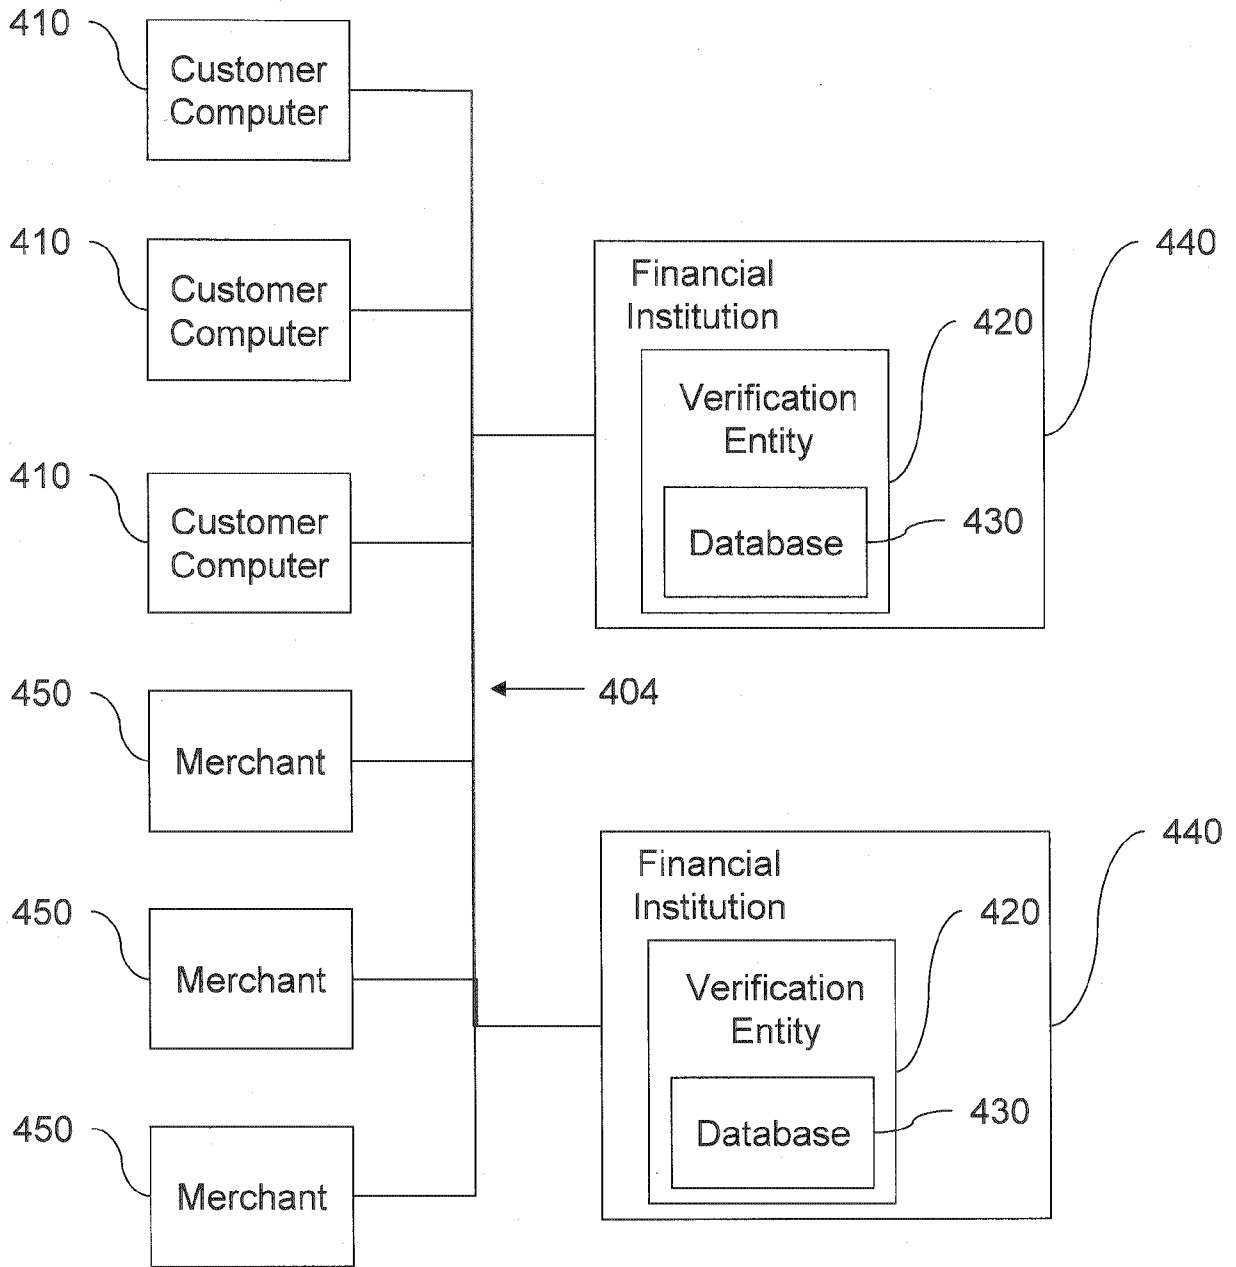 410
Customer
Computer
410
Customer
Computer
410
Customer
Computer
450
Merchant
450
Merchant
450
Merchant
404
440
Financial
Institution
420
Verification
Entity
430
Database
440
Financial
Institution
420
Verification
Entity
430
Database